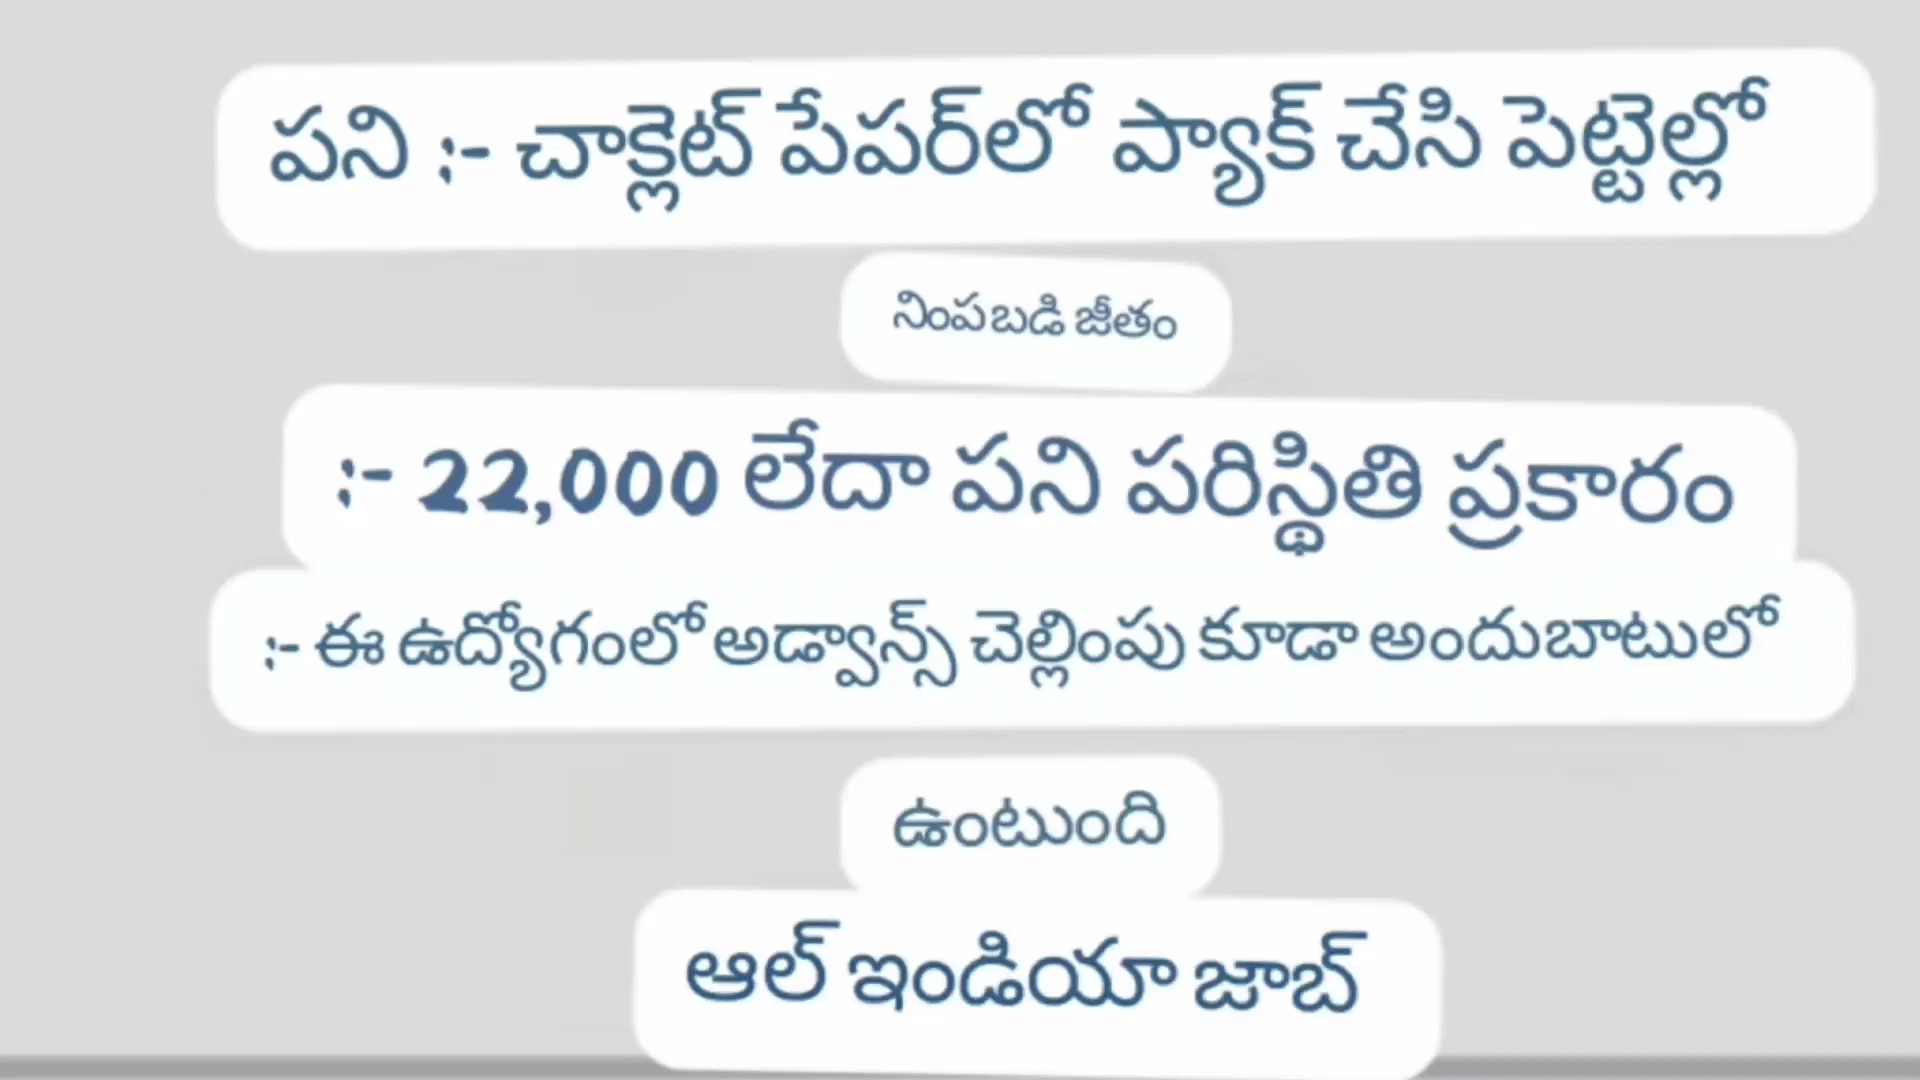 పని :- చాక్లెట్ పేపర్‌లో ప్యాక్ చేసి పెట్టెల్లో
నింపబడి జీతం
:- 22,000 లేదా పని పరిస్థితి ప్రకారం
:- ఈ ఉద్యోగంలో అడ్వాన్స్ చెల్లింపు కూడా అందుబాటులో
ఉంటుంది
ఆల్ ఇండియా జాబ్